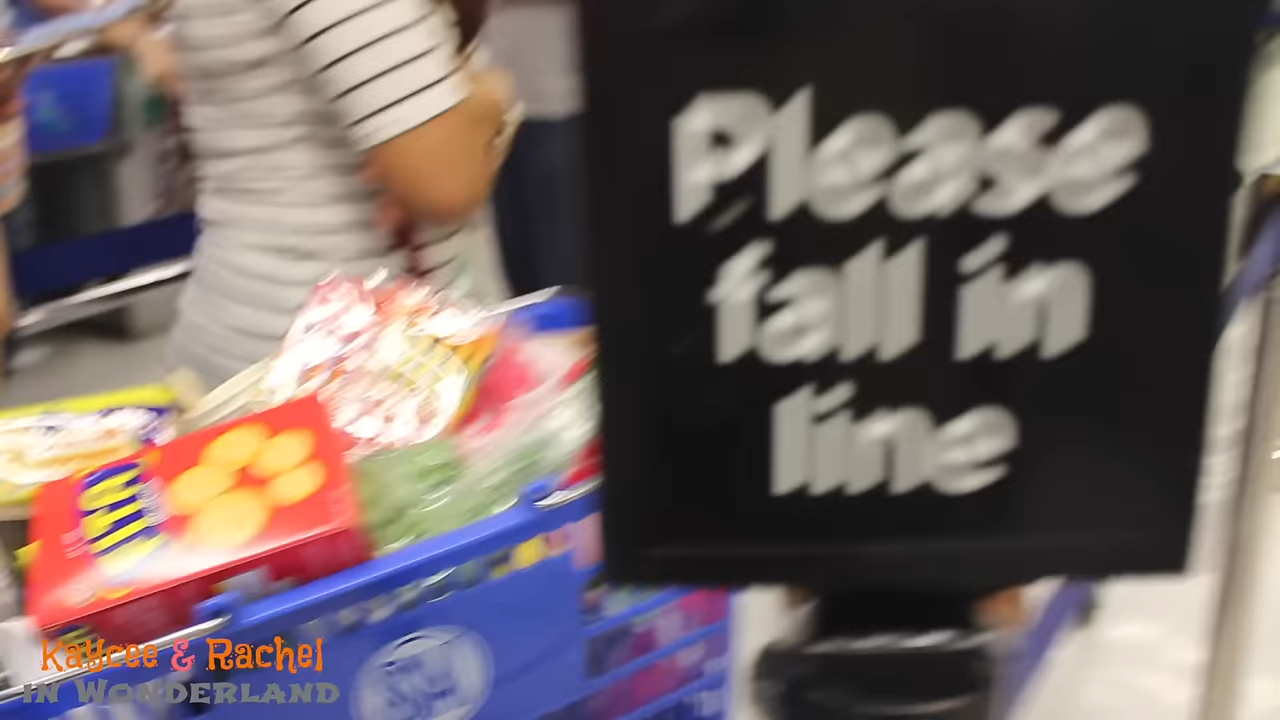 Please
fall in
line
Kaycee & Rachel
in Wonderland